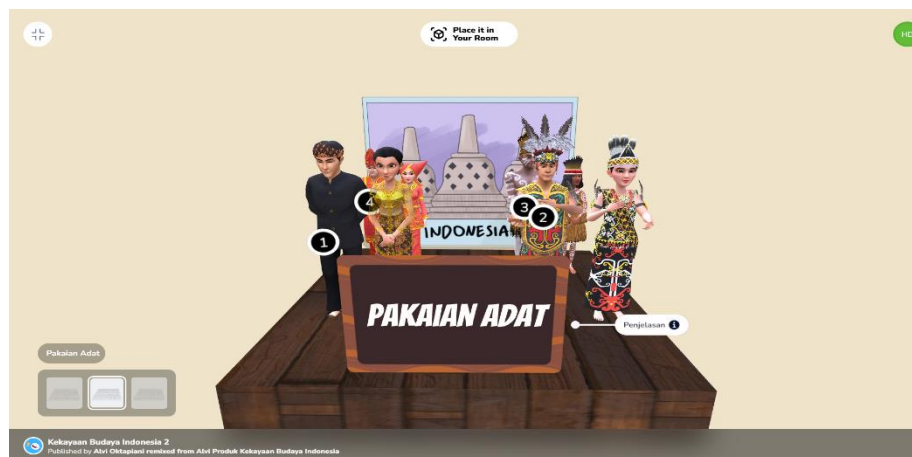 Place it in
Your Room
HD
1
4
3
2
INDONESIA
PAKAIAN ADAT
Penjelasan
Pakaian Adat
Kekayaan Budaya Indonesia 2
Published by Alvi Oktapiani remixed from Alvi Produk Kekayaan Budaya Indonesia